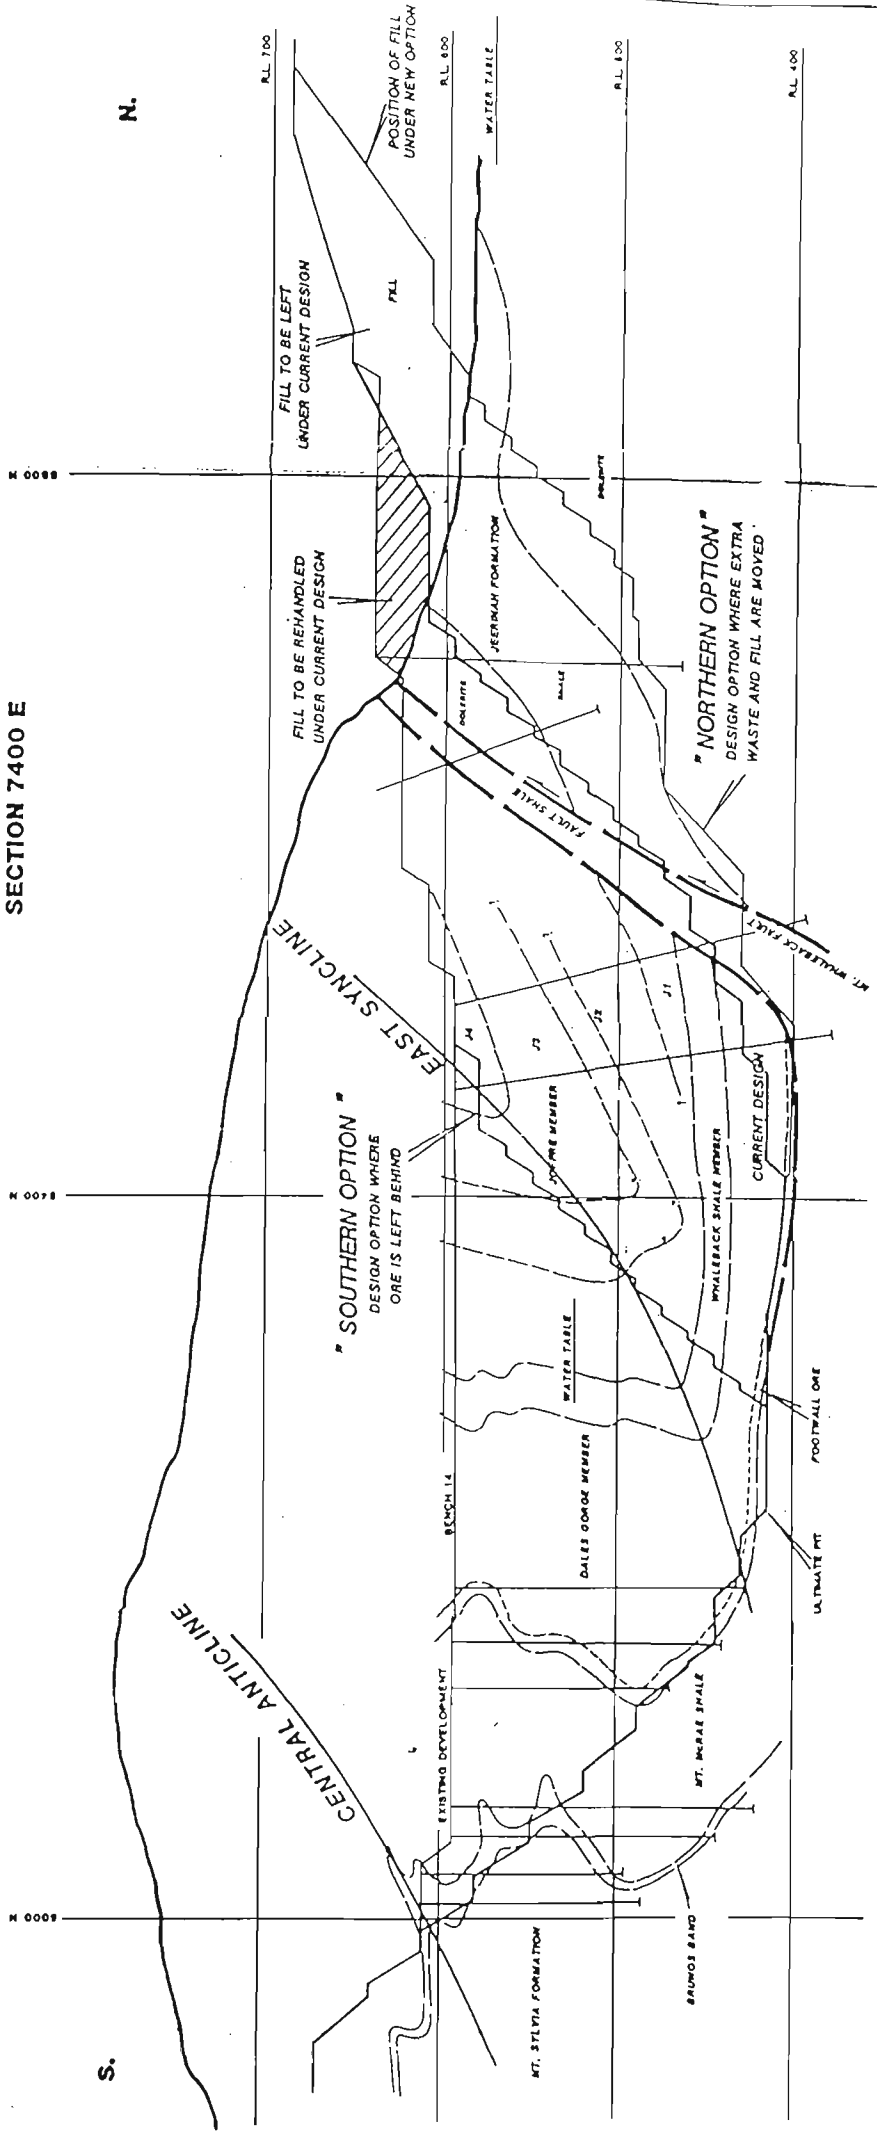 SECTION 7400 E
S.
N.
8000 N
8400 N
8800 N
CENTRAL ANTICLINE
EAST SYNCLINE
"SOUTHERN OPTION"
DESIGN OPTION WHERE
ORE IS LEFT BEHIND
FILL TO BE REHANDLED
UNDER CURRENT DESIGN
FILL TO BE LEFT
UNDER CURRENT DESIGN
POSITION OF FILL
UNDER NEW OPTION
FILL
R.L. 700
R.L. 600
WATER TABLE
R.L. 500
R.L. 400
EXISTING DEVELOPMENT
BENCH 14
J4
J3
J2
J1
JOFFRE MEMBER
WATER TABLE
DALES GORGE MEMBER
WHALEBACK SHALE MEMBER
CURRENT DESIGN
DOLERITE
JEERINAH FORMATION
SHALE
DOLERITE
FAULT SHALE
MT. WHALEBACK FAULT
"NORTHERN OPTION"
DESIGN OPTION WHERE EXTRA
WASTE AND FILL ARE MOVED
MT. SYLVIA FORMATION
BRUNOS BAND
MT. McRAE SHALE
ULTIMATE PIT
FOOTWALL ORE